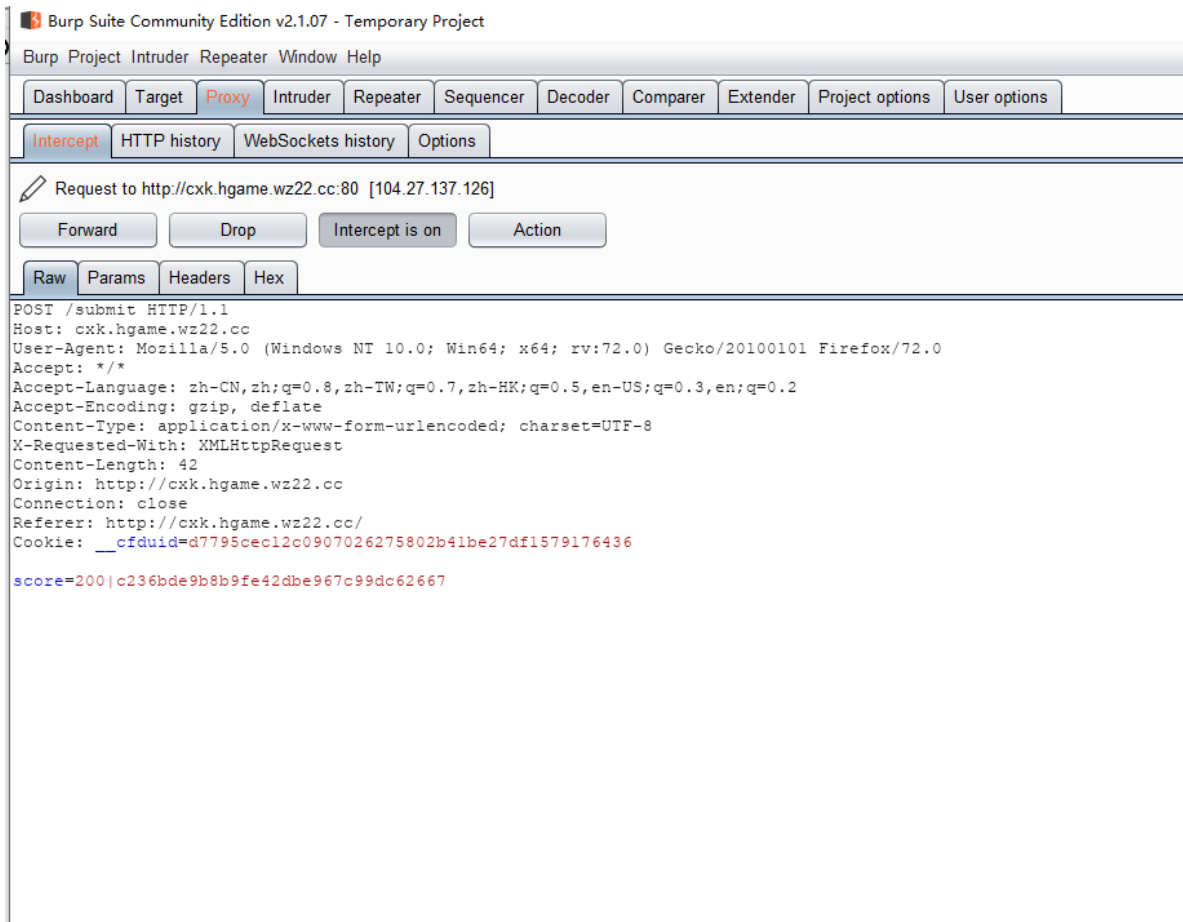 Burp Suite Community Edition v2.1.07 - Temporary Project
Burp Project Intruder Repeater Window Help
Dashboard Target Proxy Intruder Repeater Sequencer Decoder Comparer Extender Project options User options
Intercept HTTP history WebSockets history Options
Request to http://cxk.hgame.wz22.cc:80 [104.27.137.126]
Forward Drop Intercept is on Action
Raw Params Headers Hex
POST /submit HTTP/1.1
Host: cxk.hgame.wz22.cc
User-Agent: Mozilla/5.0 (Windows NT 10.0; Win64; x64; rv:72.0) Gecko/20100101 Firefox/72.0
Accept: */*
Accept-Language: zh-CN,zh;q=0.8,zh-TW;q=0.7,zh-HK;q=0.5,en-US;q=0.3,en;q=0.2
Accept-Encoding: gzip, deflate
Content-Type: application/x-www-form-urlencoded; charset=UTF-8
X-Requested-With: XMLHttpRequest
Content-Length: 42
Origin: http://cxk.hgame.wz22.cc
Connection: close
Referer: http://cxk.hgame.wz22.cc/
Cookie: __cfduid=d7795cec12c0907026275802b41be27df1579176436
score=200|c236bde9b8b9fe42dbe967c99dc62667